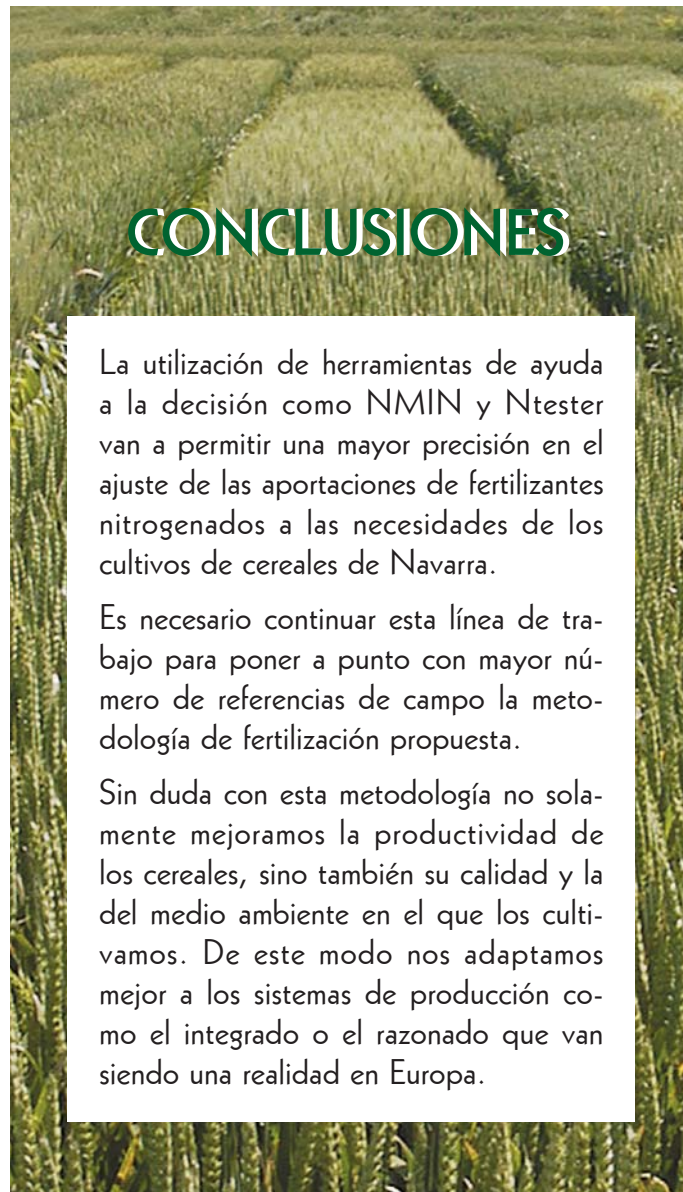 CONCLUSIONES
La utilización de herramientas de ayuda
a la decisión como NMIN y Ntester
van a permitir una mayor precisión en el
ajuste de las aportaciones de fertilizantes
nitrogenados a las necesidades de los
cultivos de cereales de Navarra.
Es necesario continuar esta línea de tra-
bajo para poner a punto con mayor nú-
mero de referencias de campo la meto-
dología de fertilización propuesta.
Sin duda con esta metodología no sola-
mente mejoramos la productividad de
los cereales, sino también su calidad y la
del medio ambiente en el que los culti-
vamos. De este modo nos adaptamos
mejor a los sistemas de producción co-
mo el integrado o el razonado que van
siendo una realidad en Europa.